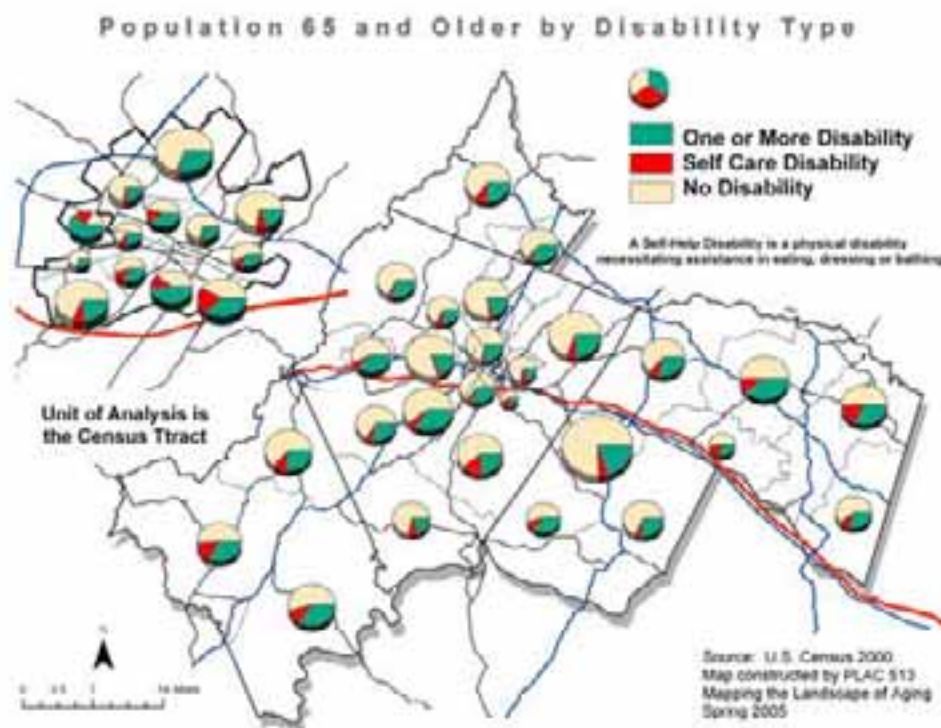 Population 65 and Older by Disability Type
One or More Disability
Self Care Disability
No Disability
A Self-Help Disability is a physical disability
necessitating assistance in eating, dressing or bathing
Unit of Analysis is
the Census Ttract
N
Source: U.S. Census 2000
Map constructed by PLAC 513
Mapping the Landscape of Aging
Spring 2005